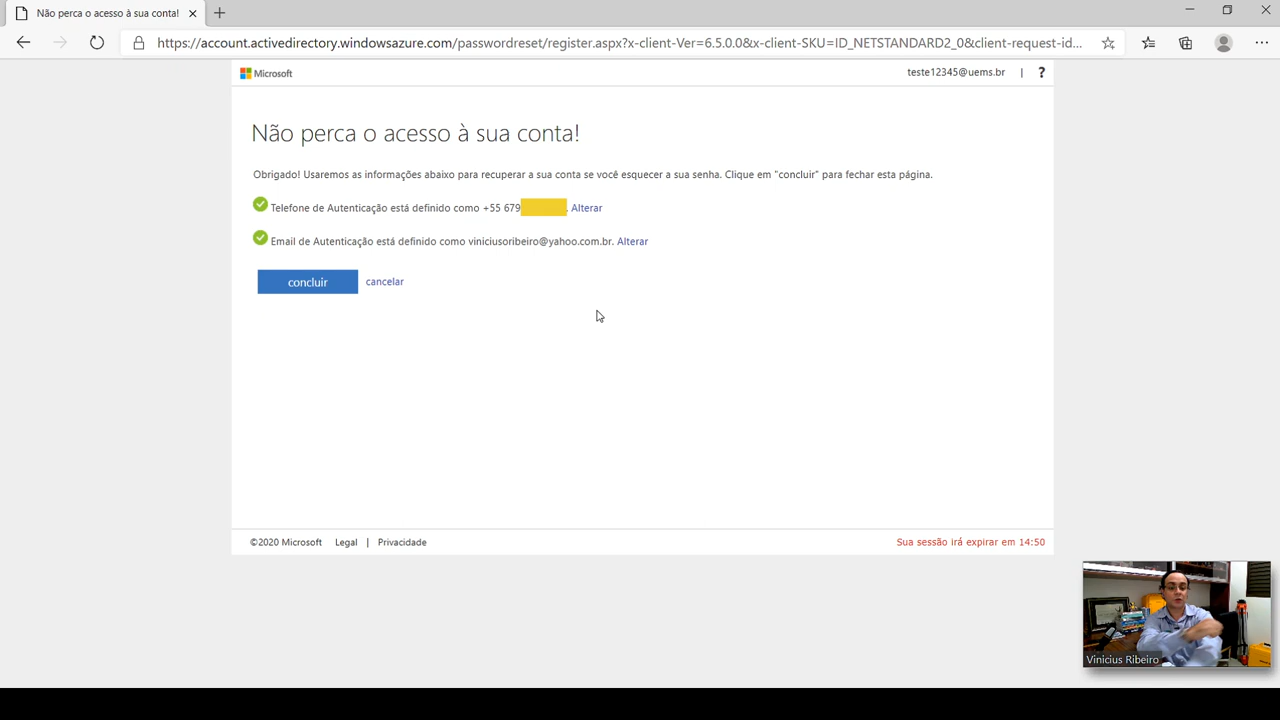 Não perca o acesso à sua conta!
https://account.activedirectory.windowsazure.com/passwordreset/register.aspx?x-client-Ver=6.5.0.0&x-client-SKU=ID_NETSTANDARD2_0&client-request-id...
Microsoft
teste12345@uems.br | ?
Não perca o acesso à sua conta!
Obrigado! Usaremos as informações abaixo para recuperar a sua conta se você esquecer a sua senha. Clique em "concluir" para fechar esta página.
Telefone de Autenticação está definido como +55 679 . Alterar
Email de Autenticação está definido como viniciusoribeiro@yahoo.com.br. Alterar
concluir cancelar
©2020 Microsoft Legal | Privacidade
Sua sessão irá expirar em 14:50
Vinicius Ribeiro